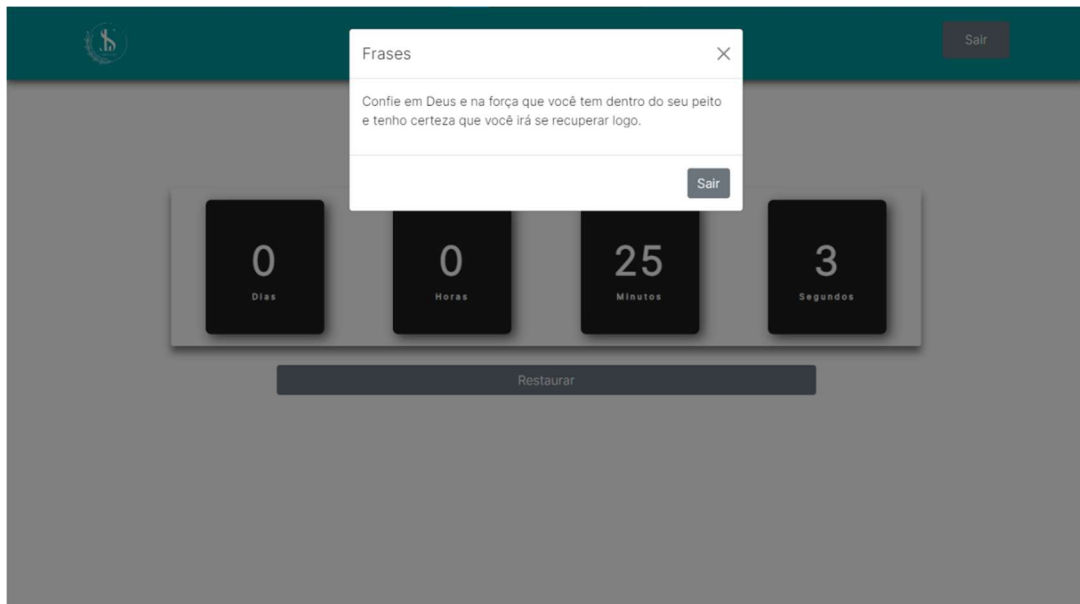 Sair
Frases
Confie em Deus e na força que você tem dentro do seu peito
e tenho certeza que você irá se recuperar logo.
Sair
0 0 25 3
Dias Horas Minutos Segundos
Restaurar